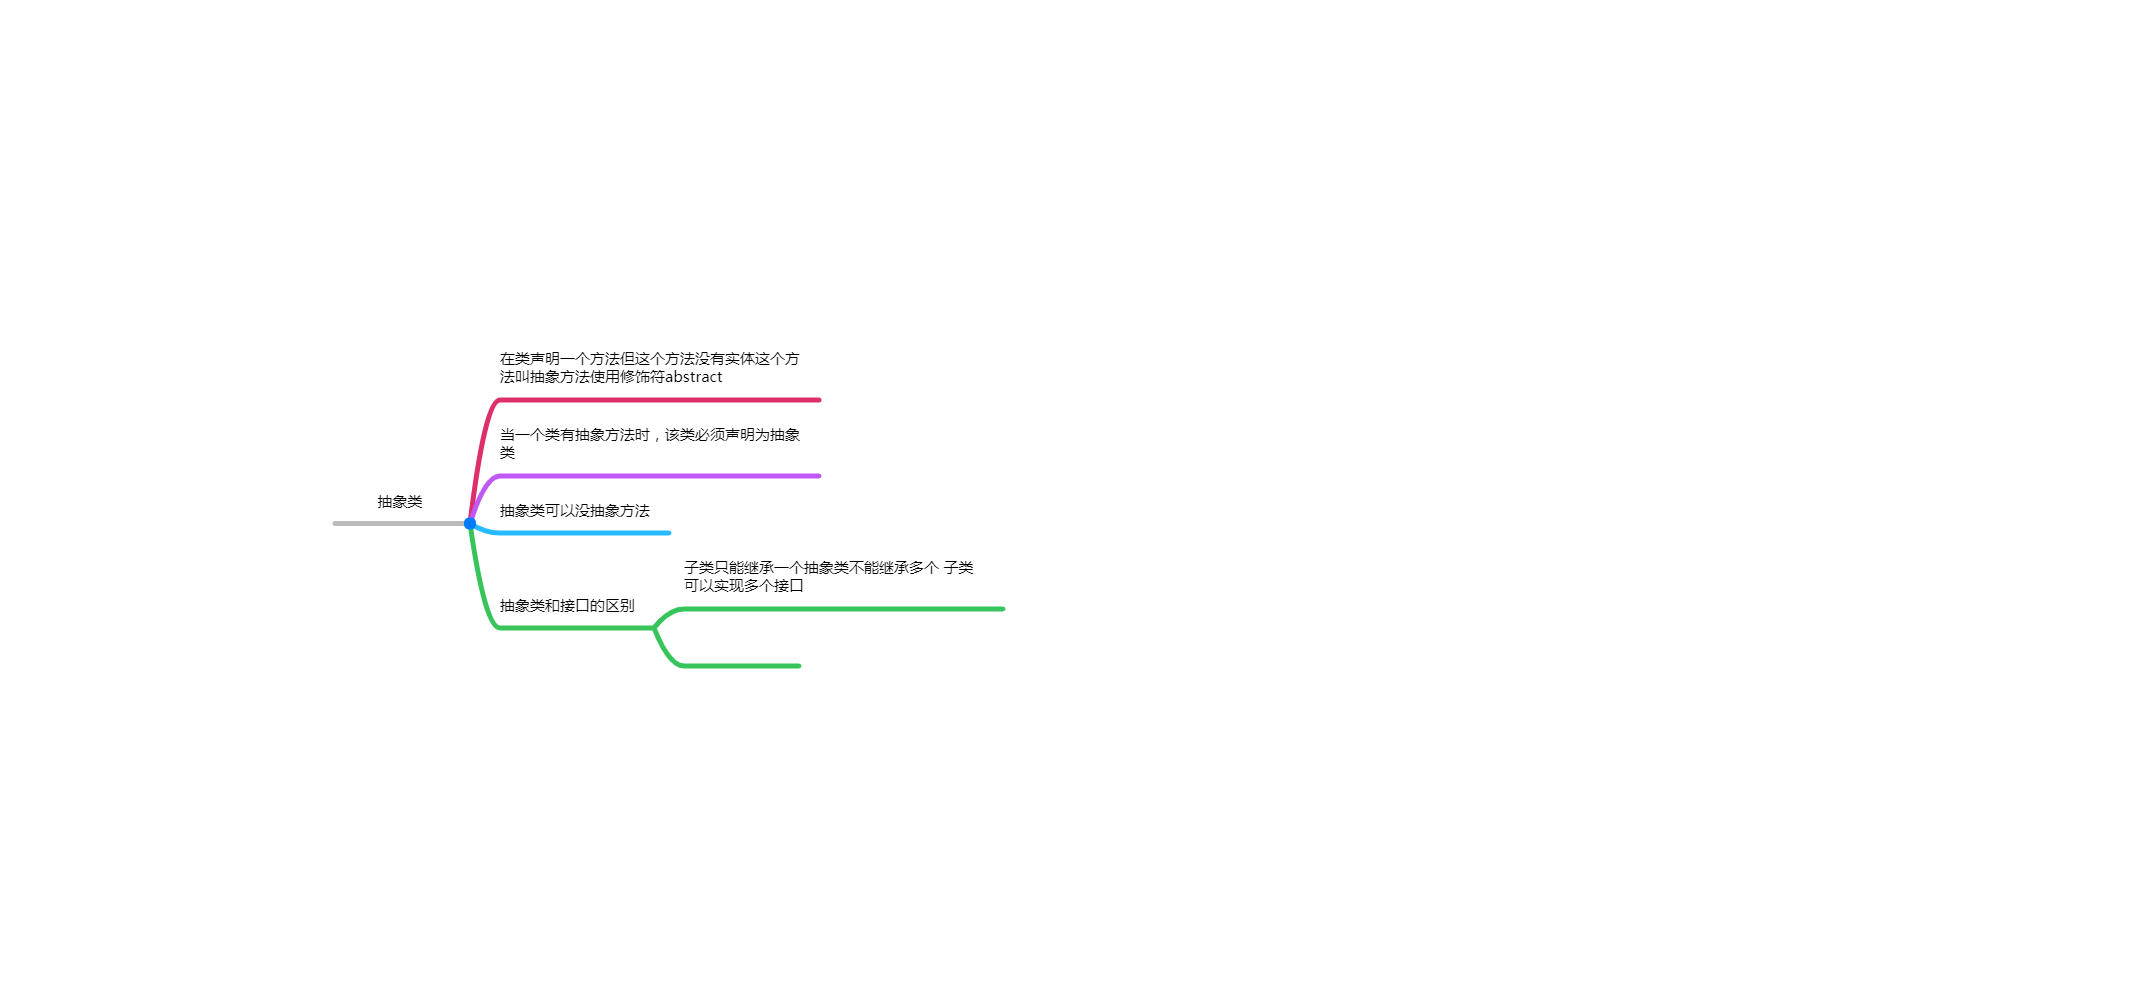 在类声明一个方法但这个方法没有实体这个方
法叫抽象方法使用修饰符abstract
当一个类有抽象方法时，该类必须声明为抽象
类
抽象类
抽象类可以没抽象方法
子类只能继承一个抽象类不能继承多个 子类
可以实现多个接口
抽象类和接口的区别